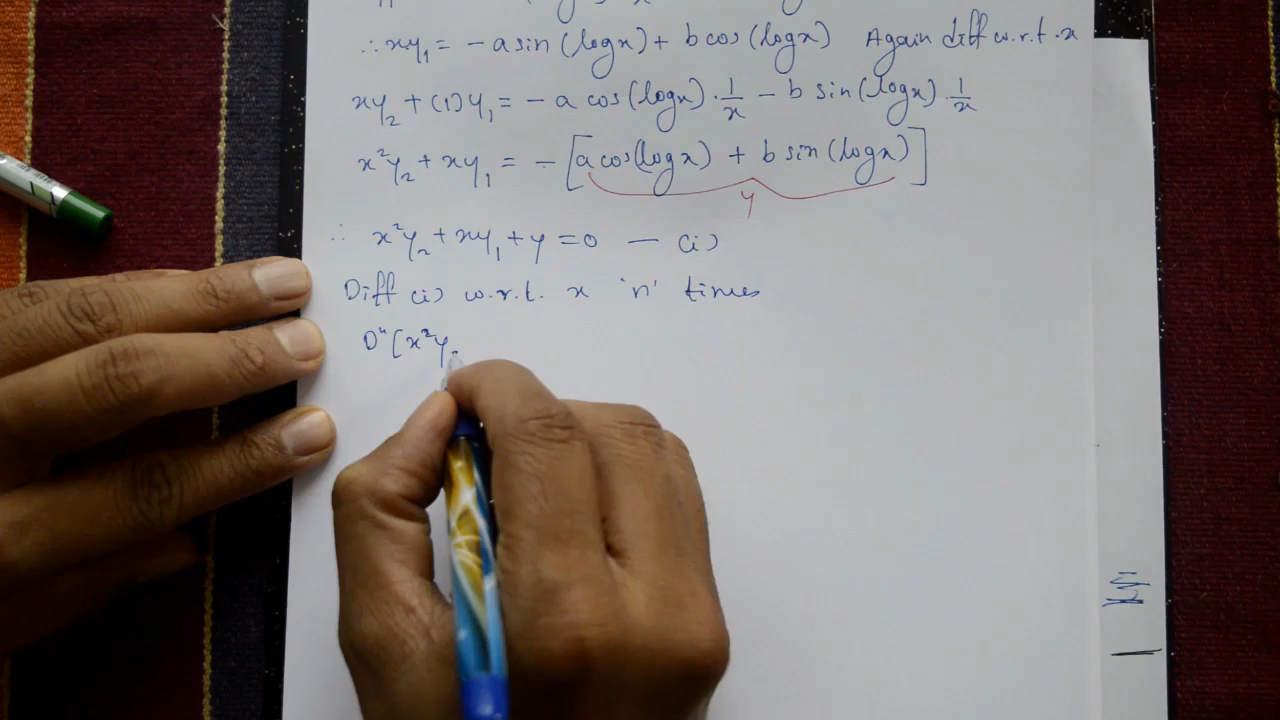 ∴ xy₁ = - a sin (log x) + b cos (log x) Again diff w.r.t. x
xy₂ + (1) y₁ = - a cos (log x) · 1/x - b sin (log x) 1/x
x²y₂ + xy₁ = - [a cos (log x) + b sin (log x)]
y
∴ x²y₂ + xy₁ + y = 0 — (i)
Diff (i) w.r.t. x 'n' times
Dⁿ [x²y